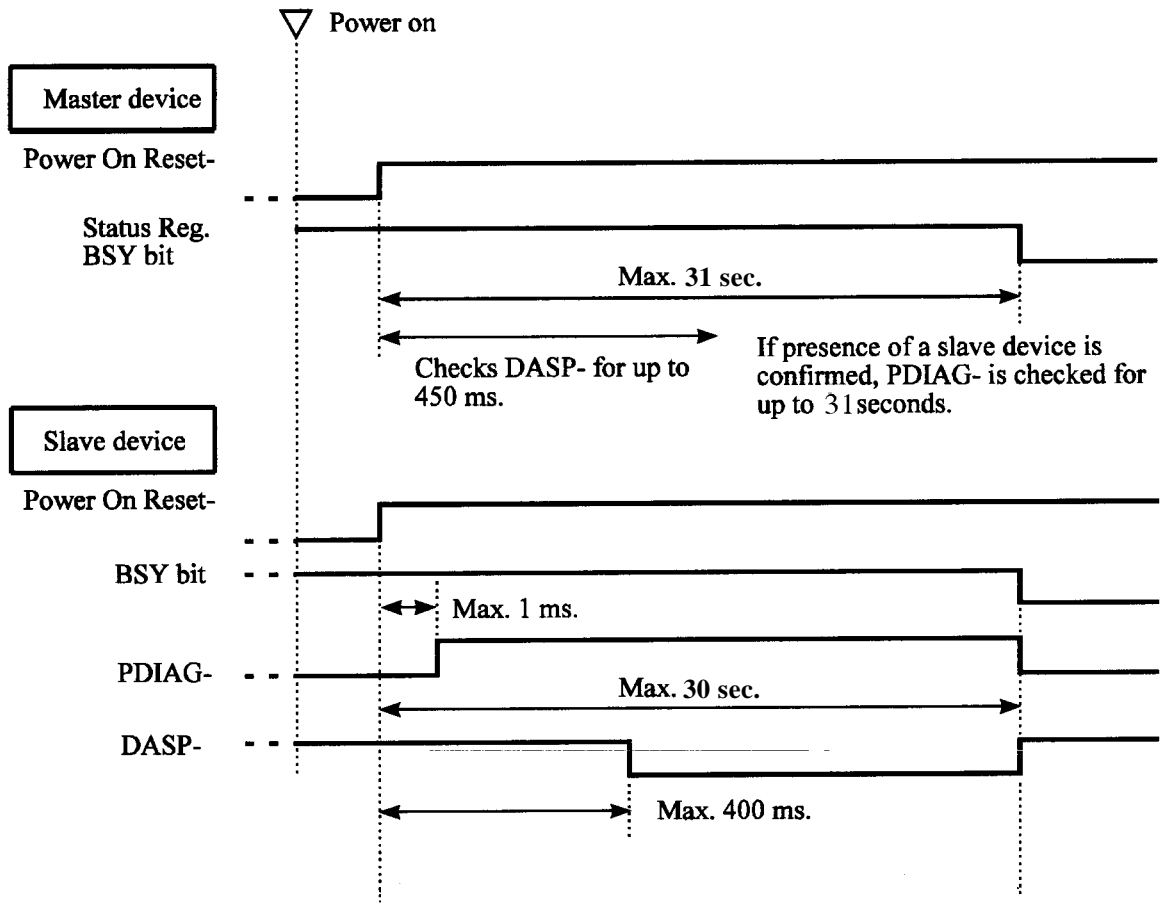 Power on
Master device
Power On Reset-
Status Reg.
BSY bit
Max. 31 sec.
Checks DASP- for up to
450 ms.
If presence of a slave device is
confirmed, PDIAG- is checked for
up to 31seconds.
Slave device
Power On Reset-
BSY bit
Max. 1 ms.
PDIAG-
Max. 30 sec.
DASP-
Max. 400 ms.